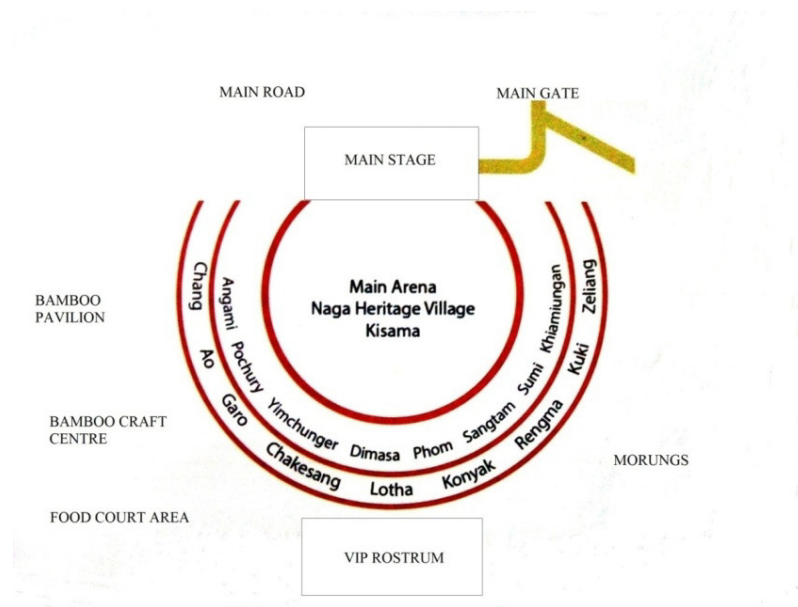 MAIN ROAD
MAIN GATE
MAIN STAGE
Main Arena
Naga Heritage Village
Kisama
BAMBOO
PAVILION
BAMBOO CRAFT
CENTRE
FOOD COURT AREA
MORUNGS
Angami Pochury Yimchunger Dimasa Phom Sangtam Sumi Khiamiungan
Chang Ao Garo Chakesang Lotha Konyak Rengma Kuki Zeliang
VIP ROSTRUM